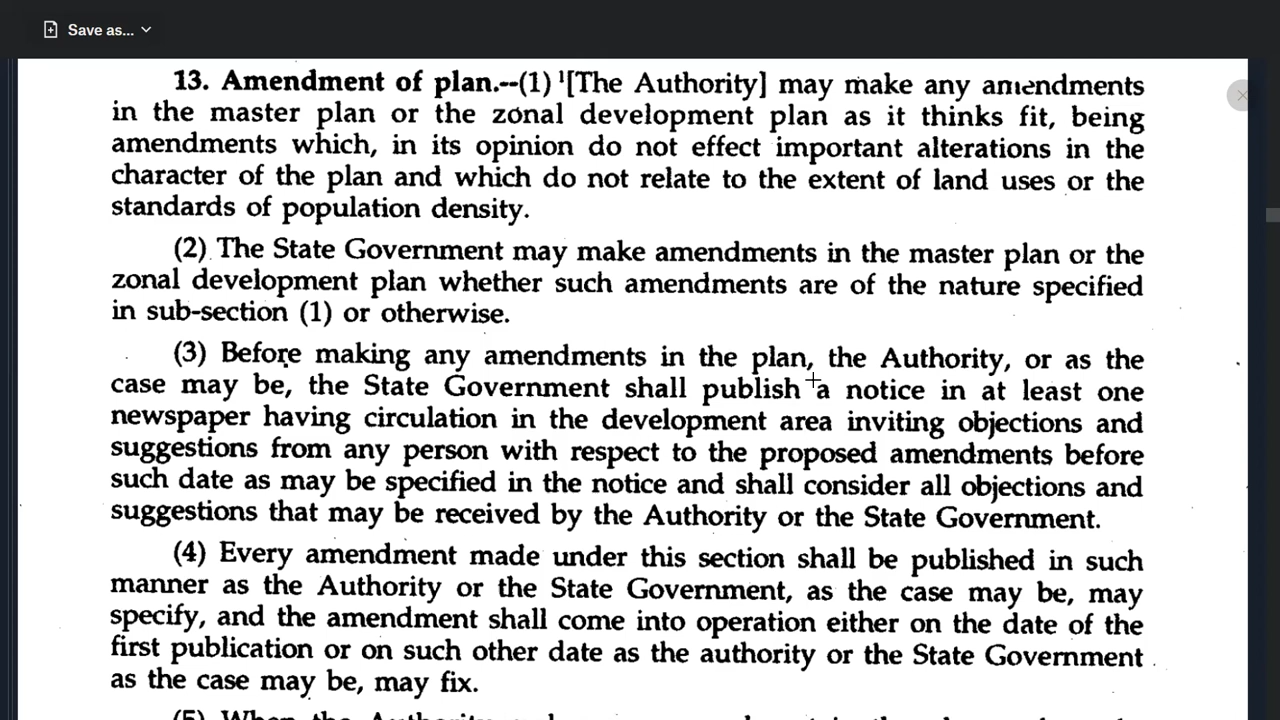 Save as...
13. Amendment of plan.--(1) ¹[The Authority] may make any amendments
in the master plan or the zonal development plan as it thinks fit, being
amendments which, in its opinion do not effect important alterations in the
character of the plan and which do not relate to the extent of land uses or the
standards of population density.
(2) The State Government may make amendments in the master plan or the
zonal development plan whether such amendments are of the nature specified
in sub-section (1) or otherwise.
(3) Before making any amendments in the plan, the Authority, or as the
case may be, the State Government shall publish a notice in at least one
newspaper having circulation in the development area inviting objections and
suggestions from any person with respect to the proposed amendments before
such date as may be specified in the notice and shall consider all objections and
suggestions that may be received by the Authority or the State Government.
(4) Every amendment made under this section shall be published in such
manner as the Authority or the State Government, as the case may be, may
specify, and the amendment shall come into operation either on the date of the
first publication or on such other date as the authority or the State Government
as the case may be, may fix.
(5) When the Authority